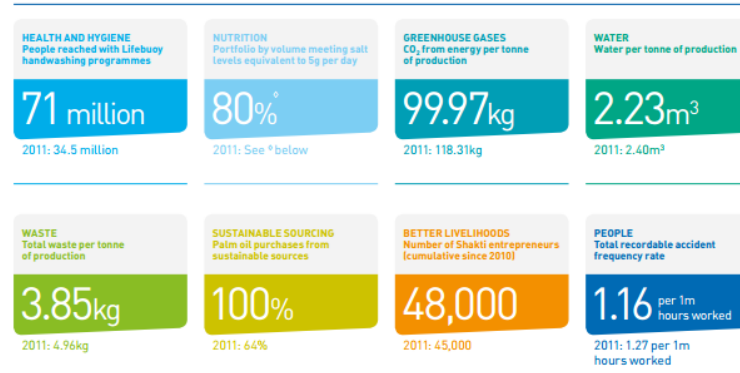 HEALTH AND HYGIENE
People reached with Lifebuoy
handwashing programmes
71 million
2011: 34.5 million
NUTRITION
Portfolio by volume meeting salt
levels equivalent to 5g per day
80%°
2011: See ° below
GREENHOUSE GASES
CO₂ from energy per tonne
of production
99.97kg
2011: 118.31kg
WATER
Water per tonne of production
2.23m³
2011: 2.40m³
WASTE
Total waste per tonne
of production
3.85kg
2011: 4.96kg
SUSTAINABLE SOURCING
Palm oil purchases from
sustainable sources
100%
2011: 64%
BETTER LIVELIHOODS
Number of Shakti entrepreneurs
(cumulative since 2010)
48,000
2011: 45,000
PEOPLE
Total recordable accident
frequency rate
1.16 per 1m
hours worked
2011: 1.27 per 1m
hours worked